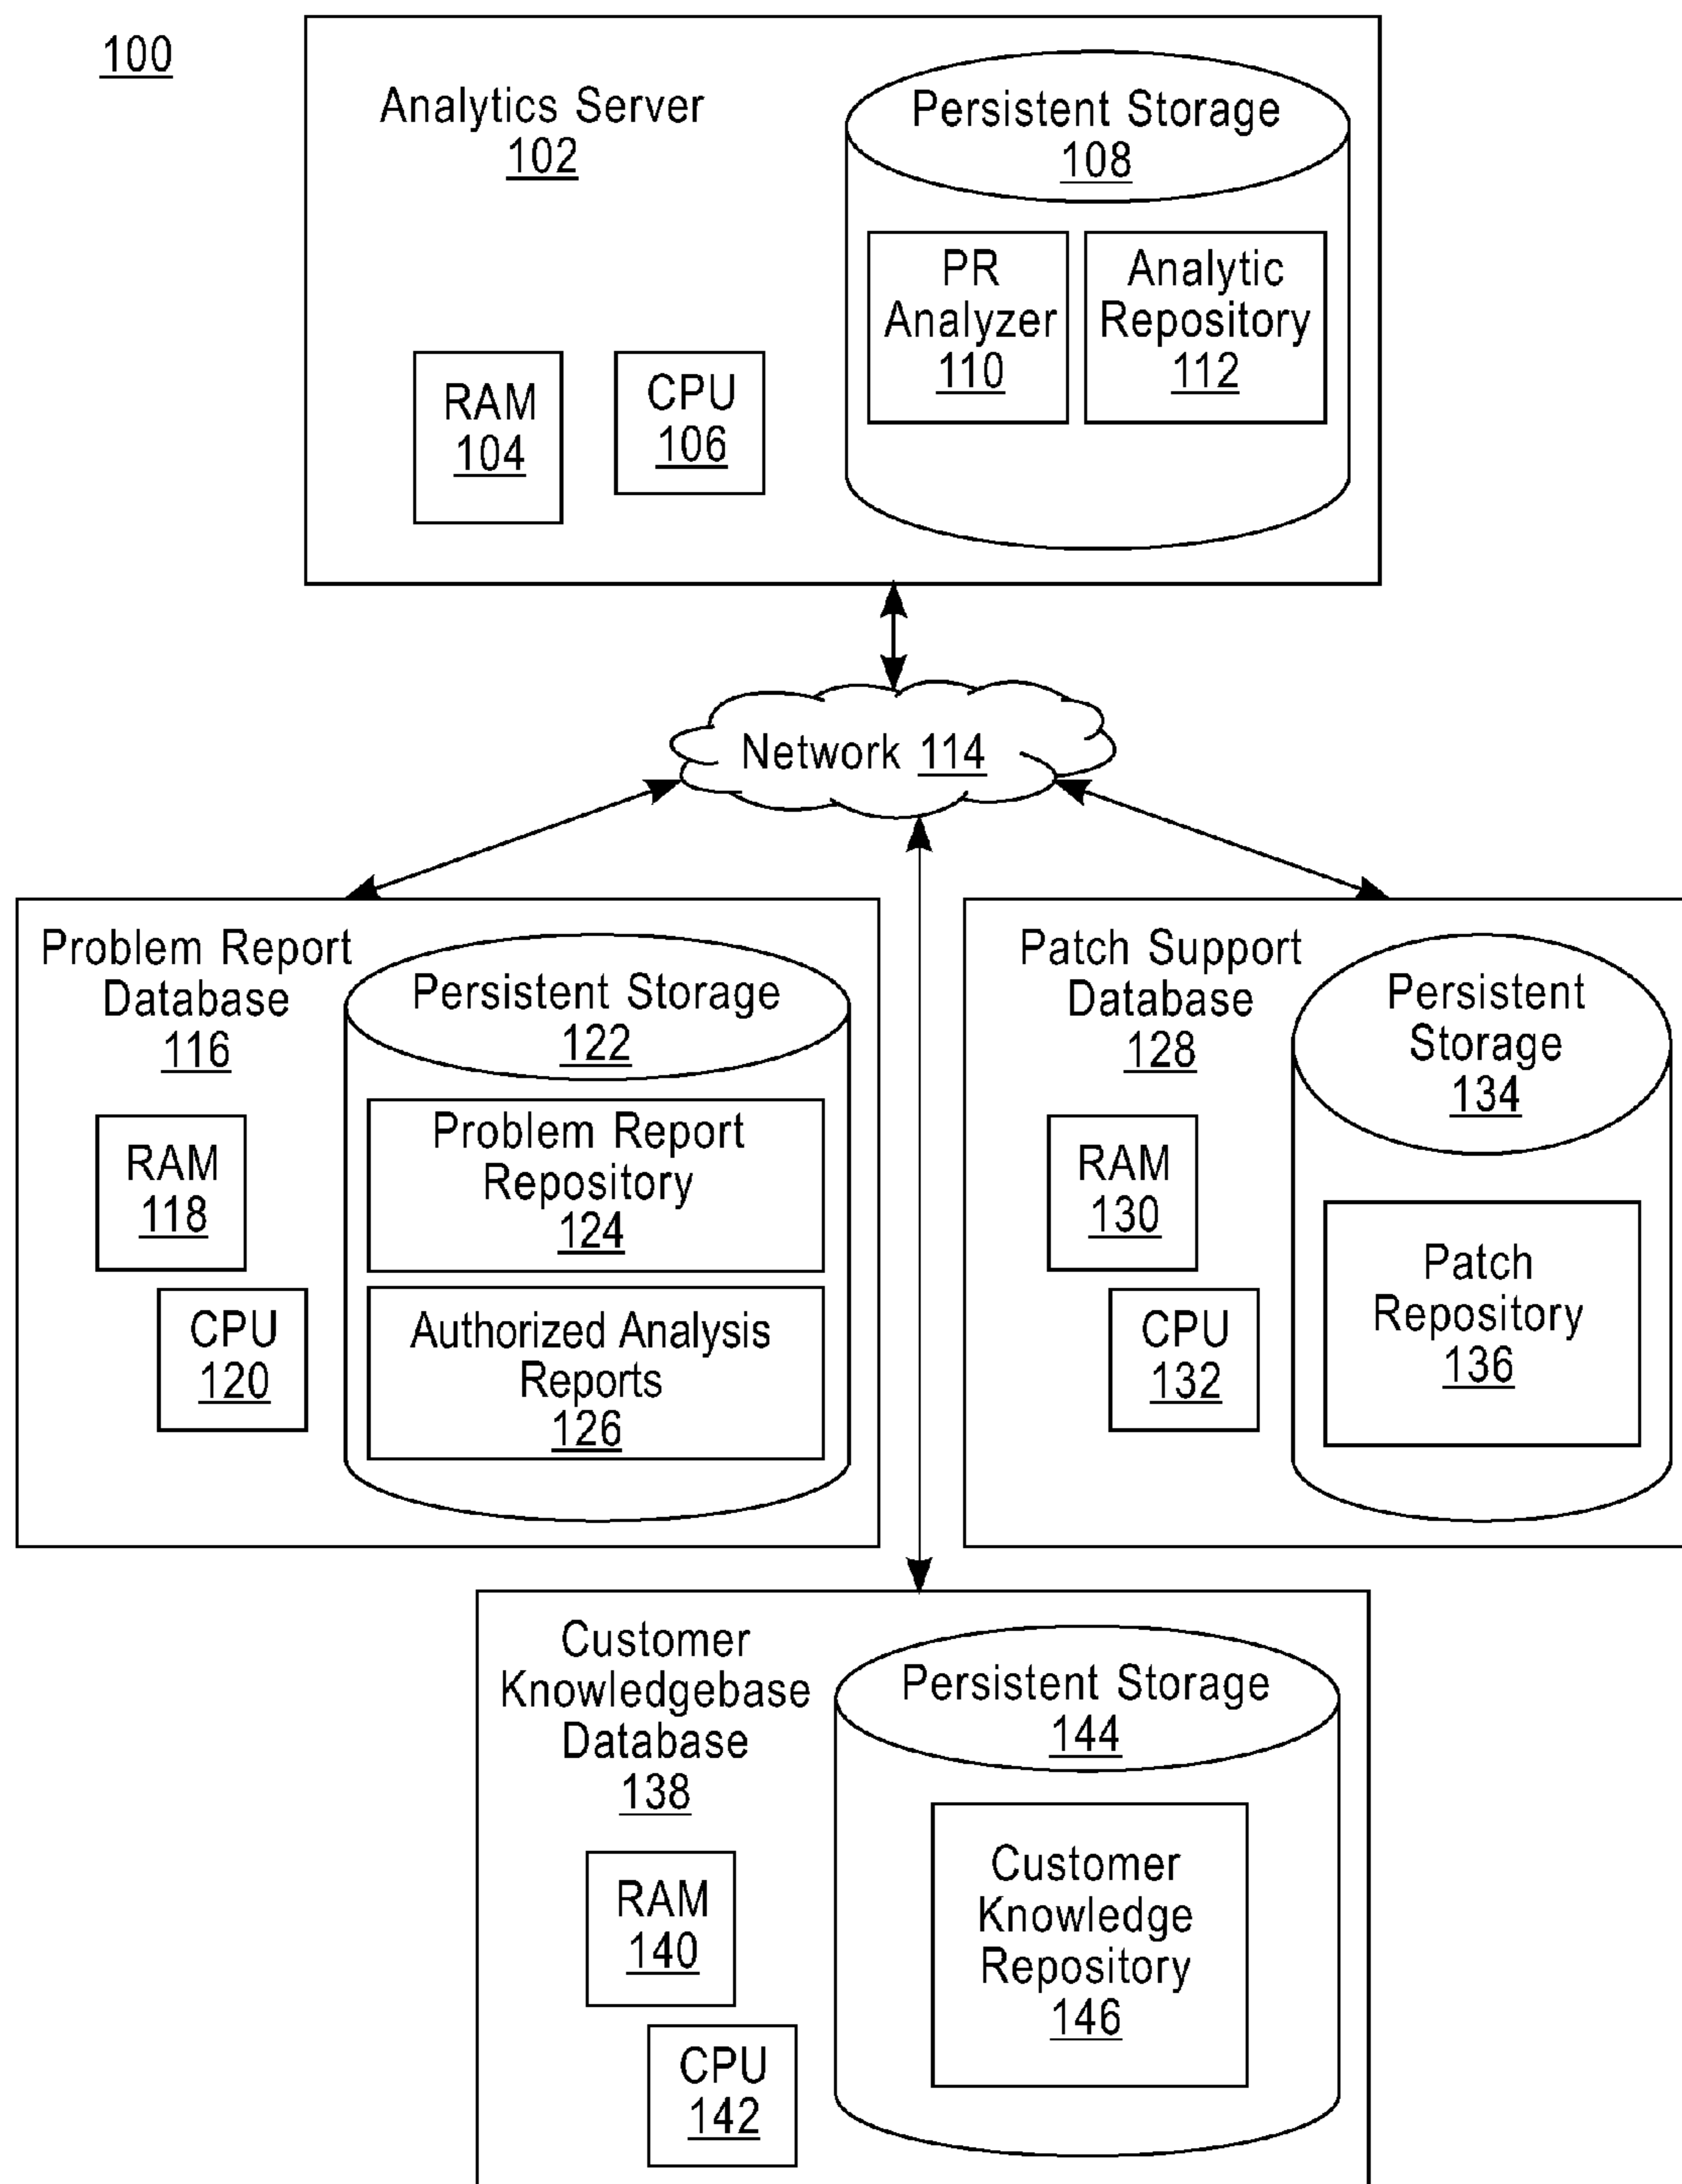 100
Analytics Server
102
Persistent Storage
108
PR
Analyzer
110
Analytic
Repository
112
RAM
104
CPU
106
Network 114
Problem Report
Database
116
Persistent Storage
122
RAM
118
CPU
120
Problem Report
Repository
124
Authorized Analysis
Reports
126
Patch Support
Database
128
Persistent
Storage
134
RAM
130
CPU
132
Patch
Repository
136
Customer
Knowledgebase
Database
138
Persistent Storage
144
RAM
140
CPU
142
Customer
Knowledge
Repository
146